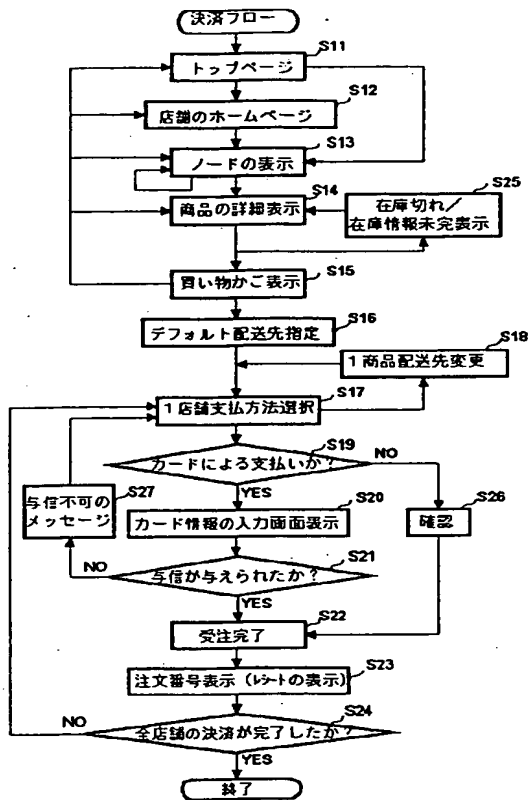 決済フロー
S11
トップページ
S12
店舗のホームページ
S13
ノードの表示
S14
商品の詳細表示
S25
在庫切れ/
在庫情報未完表示
S15
買い物かご表示
S16
デフォルト配送先指定
S18
1商品配送先変更
S17
1店舗支払方法選択
S19
カードによる支払いか?
NO
YES
S27
与信不可の
メッセージ
S20
カード情報の入力画面表示
S26
確認
S21
与信が与えられたか?
NO
YES
S22
受注完了
S23
注文番号表示(レシートの表示)
S24
全店舗の決済が完了したか?
NO
YES
終了